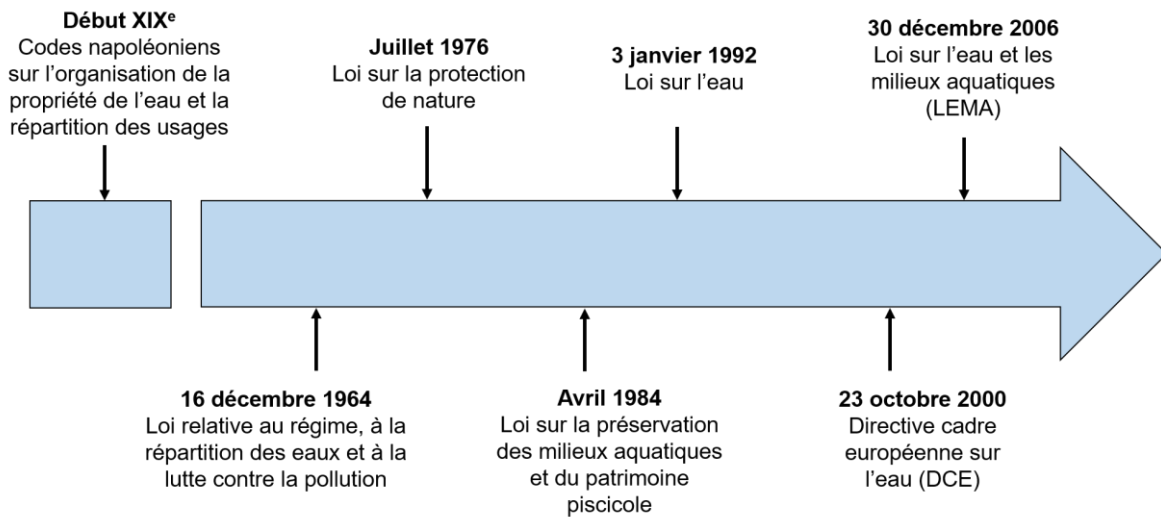 Début XIXᵉ
Codes napoléoniens
sur l'organisation de la
propriété de l'eau et la
répartition des usages
Juillet 1976
Loi sur la protection
de nature
3 janvier 1992
Loi sur l'eau
30 décembre 2006
Loi sur l'eau et les
milieux aquatiques
(LEMA)
16 décembre 1964
Loi relative au régime, à la
répartition des eaux et à la
lutte contre la pollution
Avril 1984
Loi sur la préservation
des milieux aquatiques
et du patrimoine
piscicole
23 octobre 2000
Directive cadre
européenne sur
l'eau (DCE)